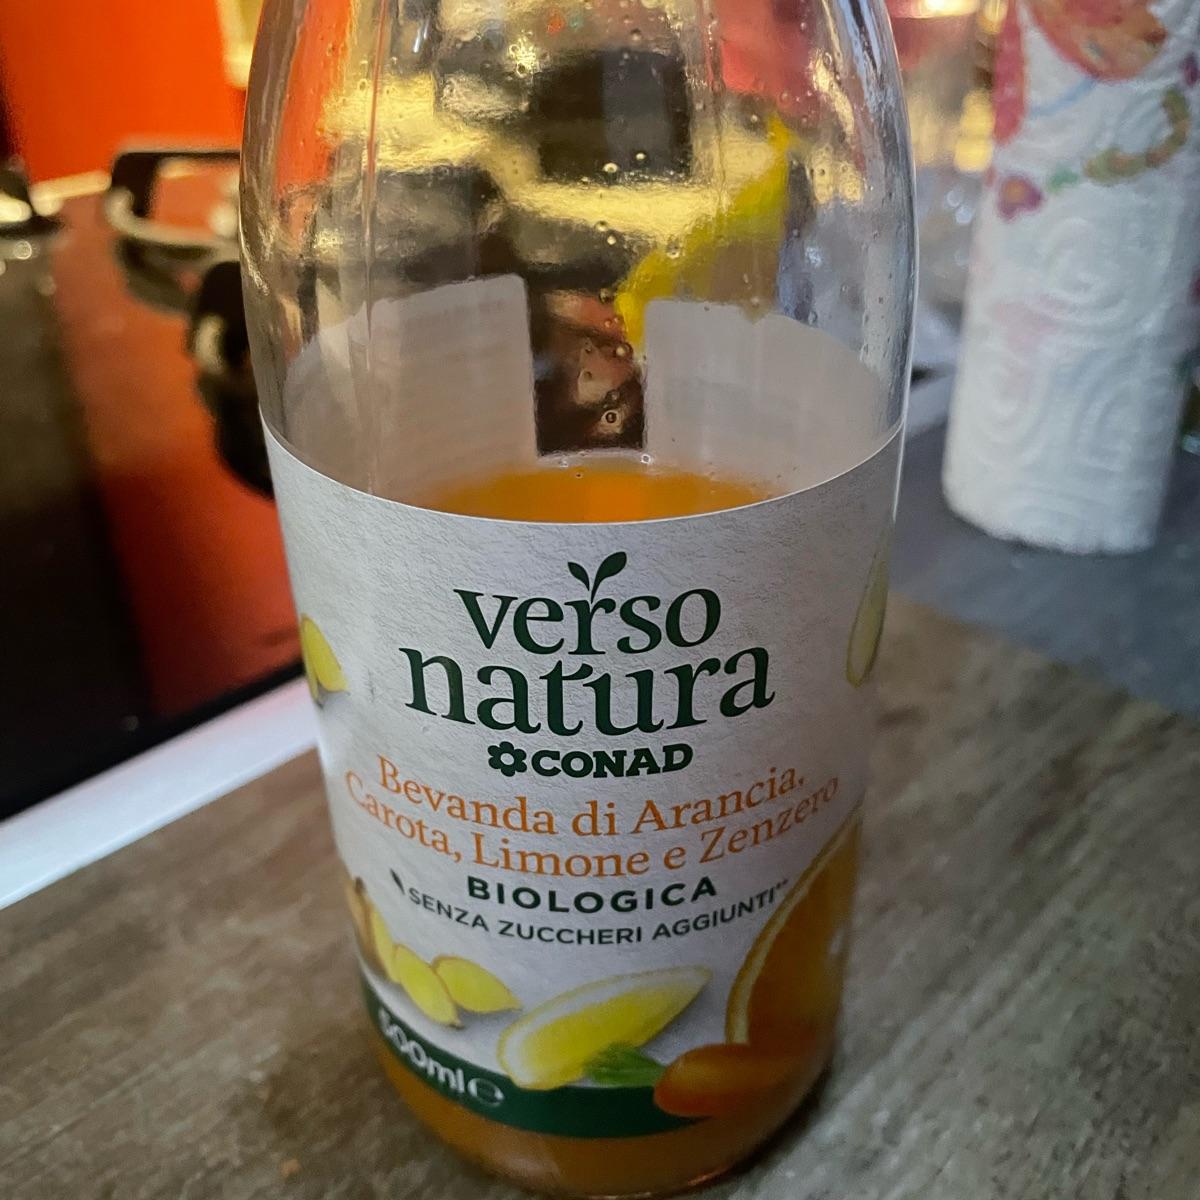 verso
natura
CONAD
Bevanda di Arancia,
Carota, Limone e Zenzero
BIOLOGICA
SENZA ZUCCHERI AGGIUNTI**
500ml e